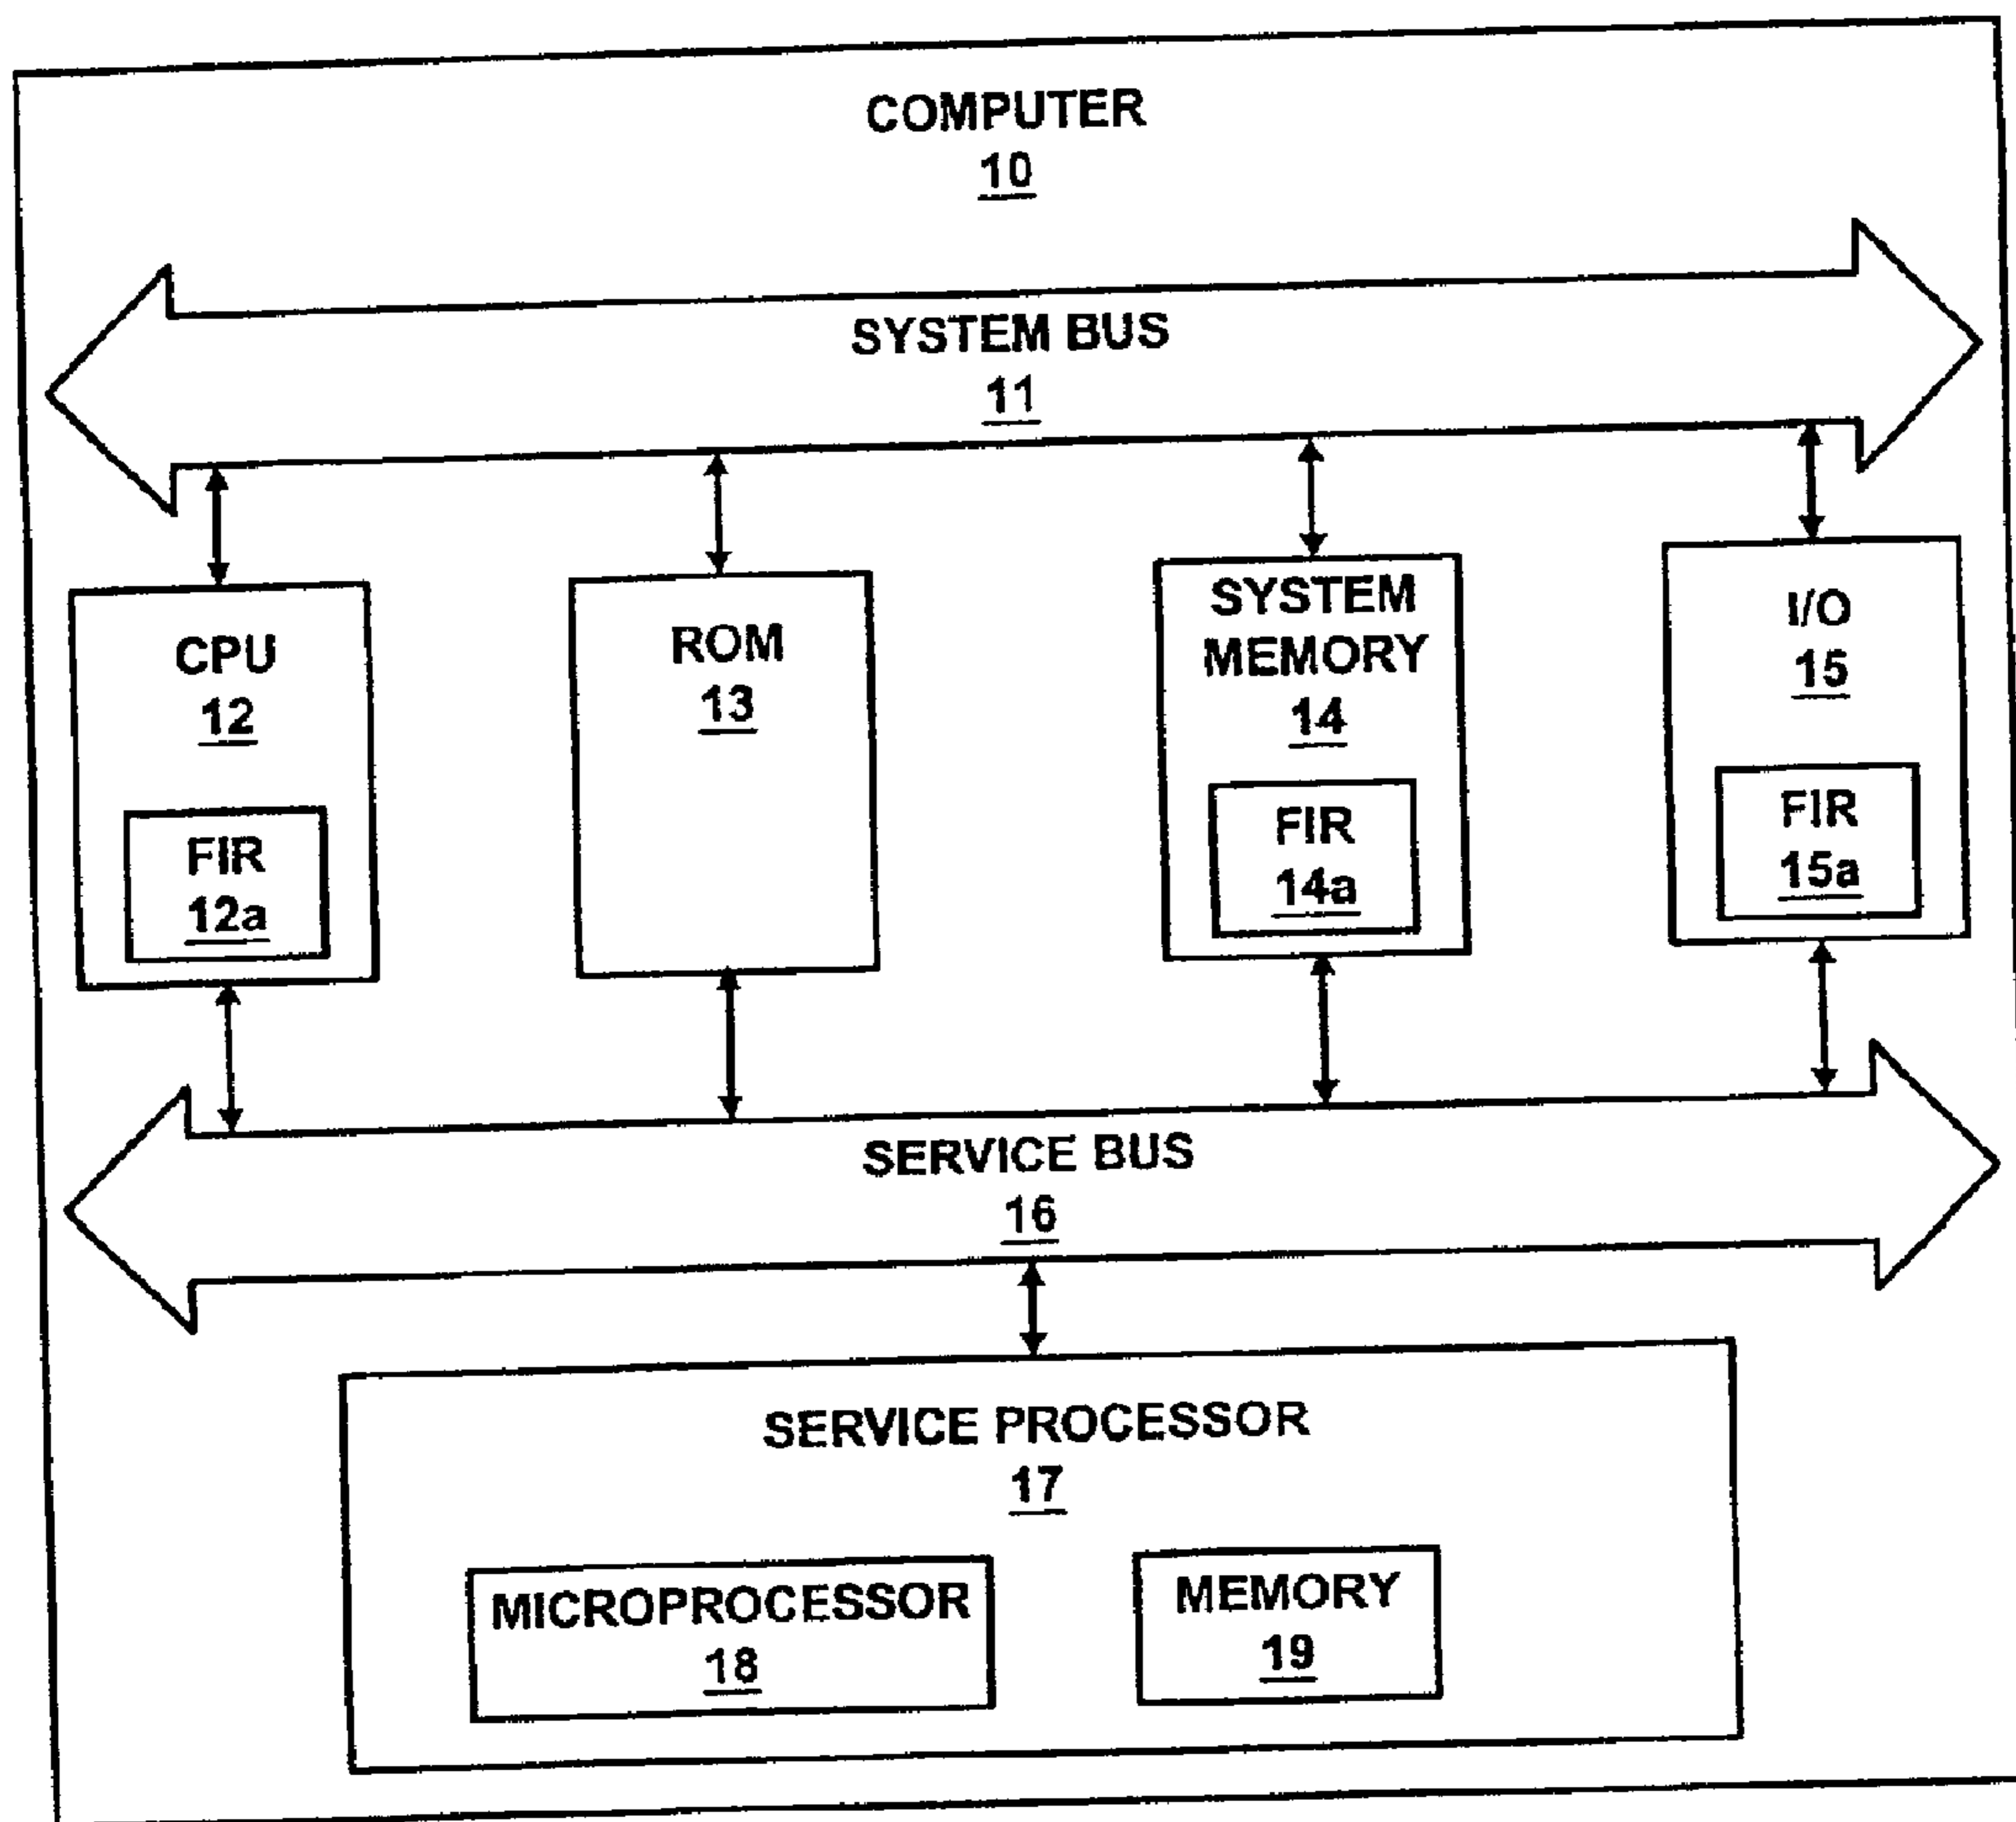 COMPUTER
10
SYSTEM BUS
11
CPU
12
FIR
12a
ROM
13
SYSTEM
MEMORY
14
FIR
14a
I/O
15
FIR
15a
SERVICE BUS
16
SERVICE PROCESSOR
17
MICROPROCESSOR
18
MEMORY
19